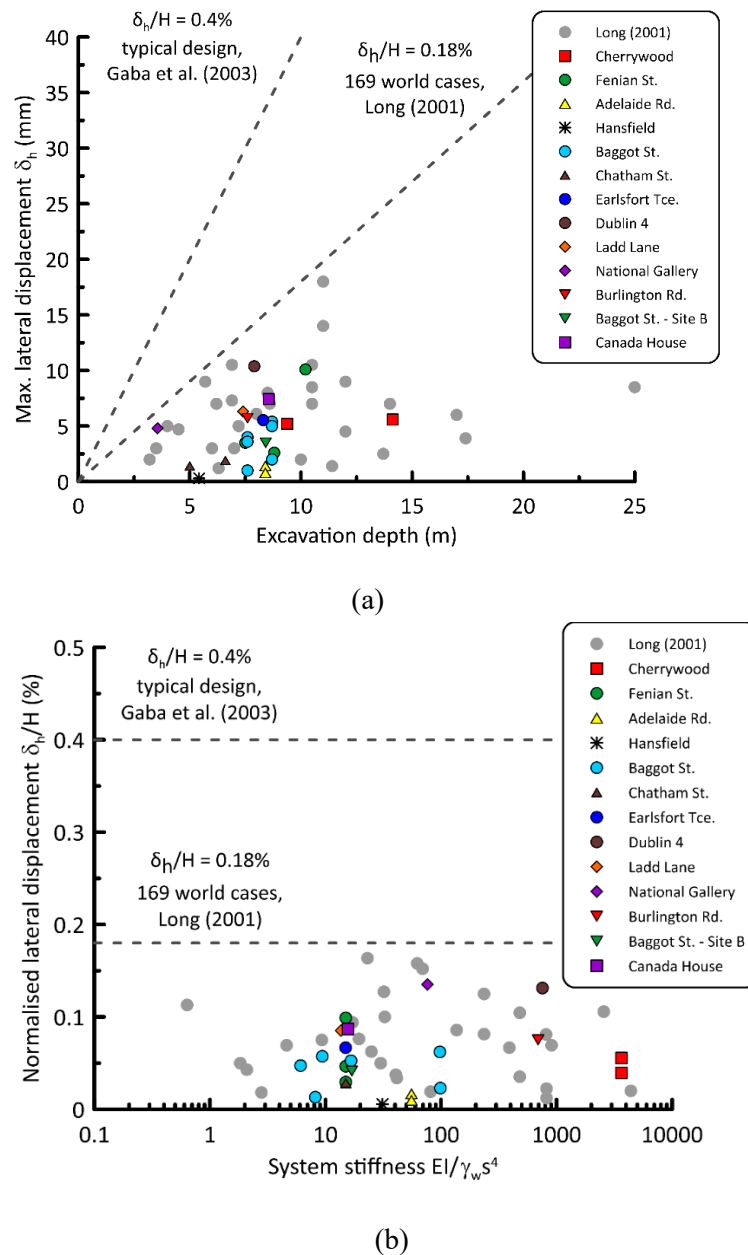 δh/H = 0.4%
typical design,
Gaba et al. (2003)
δh/H = 0.18%
169 world cases,
Long (2001)
Max. lateral displacement δh (mm)
40
35
30
25
20
15
10
5
0
0
5
10
15
20
25
Excavation depth (m)
Long (2001)
Cherrywood
Fenian St.
Adelaide Rd.
Hansfield
Baggot St.
Chatham St.
Earlsfort Tce.
Dublin 4
Ladd Lane
National Gallery
Burlington Rd.
Baggot St. - Site B
Canada House
(a)
δh/H = 0.4%
typical design,
Gaba et al. (2003)
δh/H = 0.18%
169 world cases,
Long (2001)
Normalised lateral displacement δh/H (%)
0.5
0.4
0.3
0.2
0.1
0
0.1
1
10
100
1000
10000
System stiffness EI/γws⁴
Long (2001)
Cherrywood
Fenian St.
Adelaide Rd.
Hansfield
Baggot St.
Chatham St.
Earlsfort Tce.
Dublin 4
Ladd Lane
National Gallery
Burlington Rd.
Baggot St. - Site B
Canada House
(b)